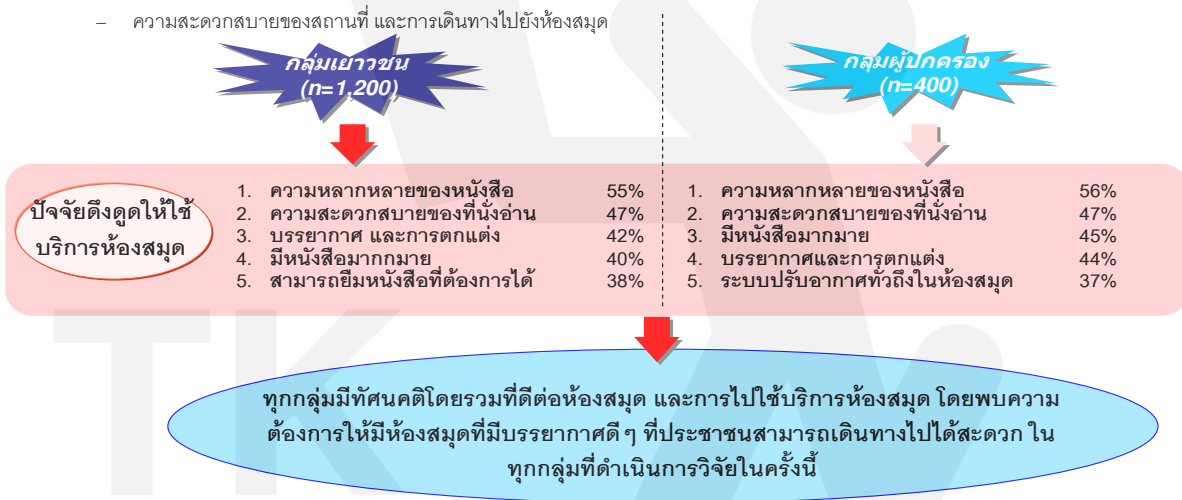 – ความสะดวกสบายของสถานที่ และการเดินทางไปยังห้องสมุด
กลุ่มเยาวชน
(n=1,200)
กลุ่มผู้ปกครอง
(n=400)
ปัจจัยดึงดูดให้ใช้
บริการห้องสมุด
1. ความหลากหลายของหนังสือ 55%
2. ความสะดวกสบายของที่นั่งอ่าน 47%
3. บรรยากาศ และการตกแต่ง 42%
4. มีหนังสือมากกมาย 40%
5. สามารถยืมหนังสือที่ต้องการได้ 38%
1. ความหลากหลายของหนังสือ 56%
2. ความสะดวกสบายของที่นั่งอ่าน 47%
3. มีหนังสือมากมาย 45%
4. บรรยากาศและการตกแต่ง 44%
5. ระบบปรับอากาศทั่วถึงในห้องสมุด 37%
ทุกกลุ่มมีทัศนคติโดยรวมที่ดีต่อห้องสมุด และการไปใช้บริการห้องสมุด โดยพบความ
ต้องการให้มีห้องสมุดที่มีบรรยากาศดี ๆ ที่ประชาชนสามารถเดินทางไปได้สะดวก ใน
ทุกกลุ่มที่ดำเนินการวิจัยในครั้งนี้
TK